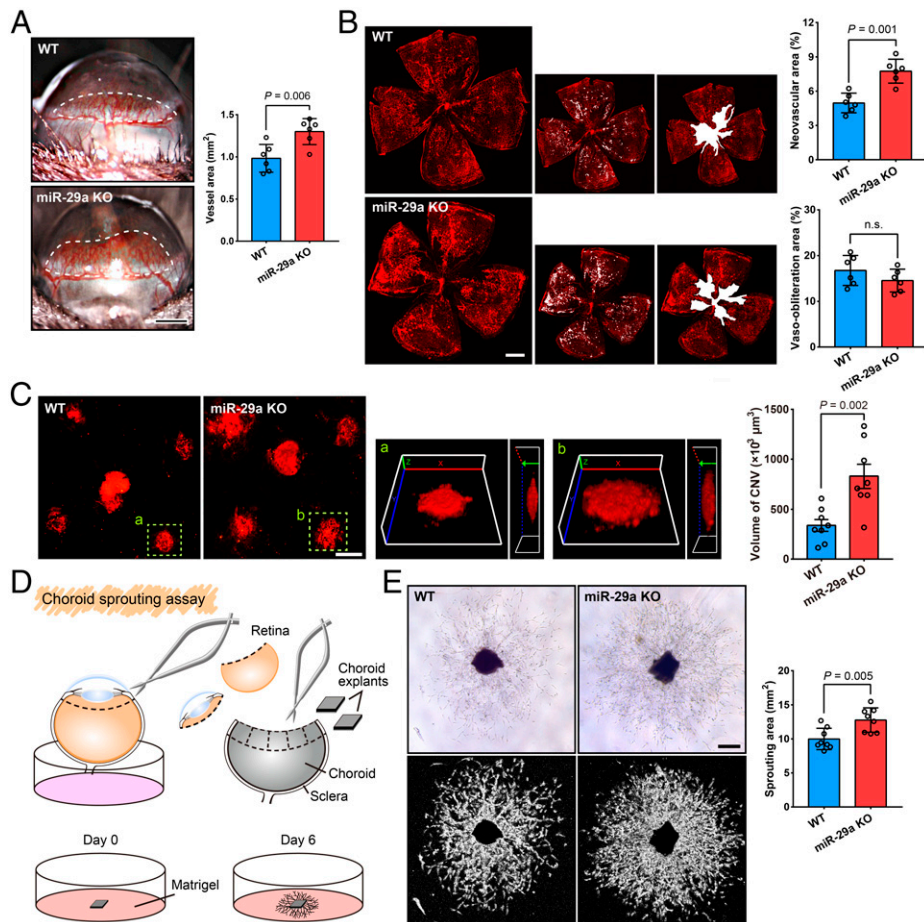 A
WT
miR-29a KO
P = 0.006
Vessel area (mm²)
1.5
1.0
0.5
0.0
WT
miR-29a KO
B
WT
miR-29a KO
P = 0.001
Neovascular area (%)
12
9
6
3
0
WT
miR-29a KO
n.s.
Vaso-obliteration area (%)
30
20
10
0
WT
miR-29a KO
C
WT
miR-29a KO
a
b
a
z
x
b
z
x
P = 0.002
Volume of CNV (×10³ μm³)
1500
1000
500
0
WT
miR-29a KO
D
Choroid sprouting assay
Retina
Choroid
explants
Choroid
Sclera
Day 0
Day 6
Matrigel
E
WT
miR-29a KO
P = 0.005
Sprouting area (mm²)
20
15
10
5
0
WT
miR-29a KO